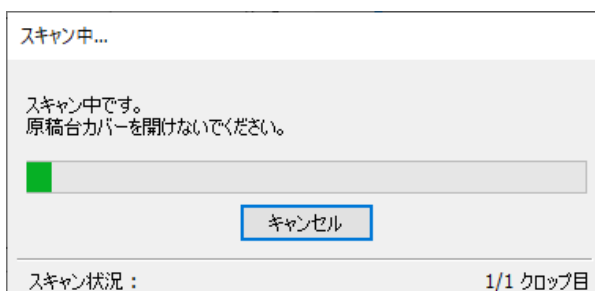 スキャン中...
スキャン中です。
原稿台カバーを開けないでください。
キャンセル
スキャン状況： 1/1 クロップ目